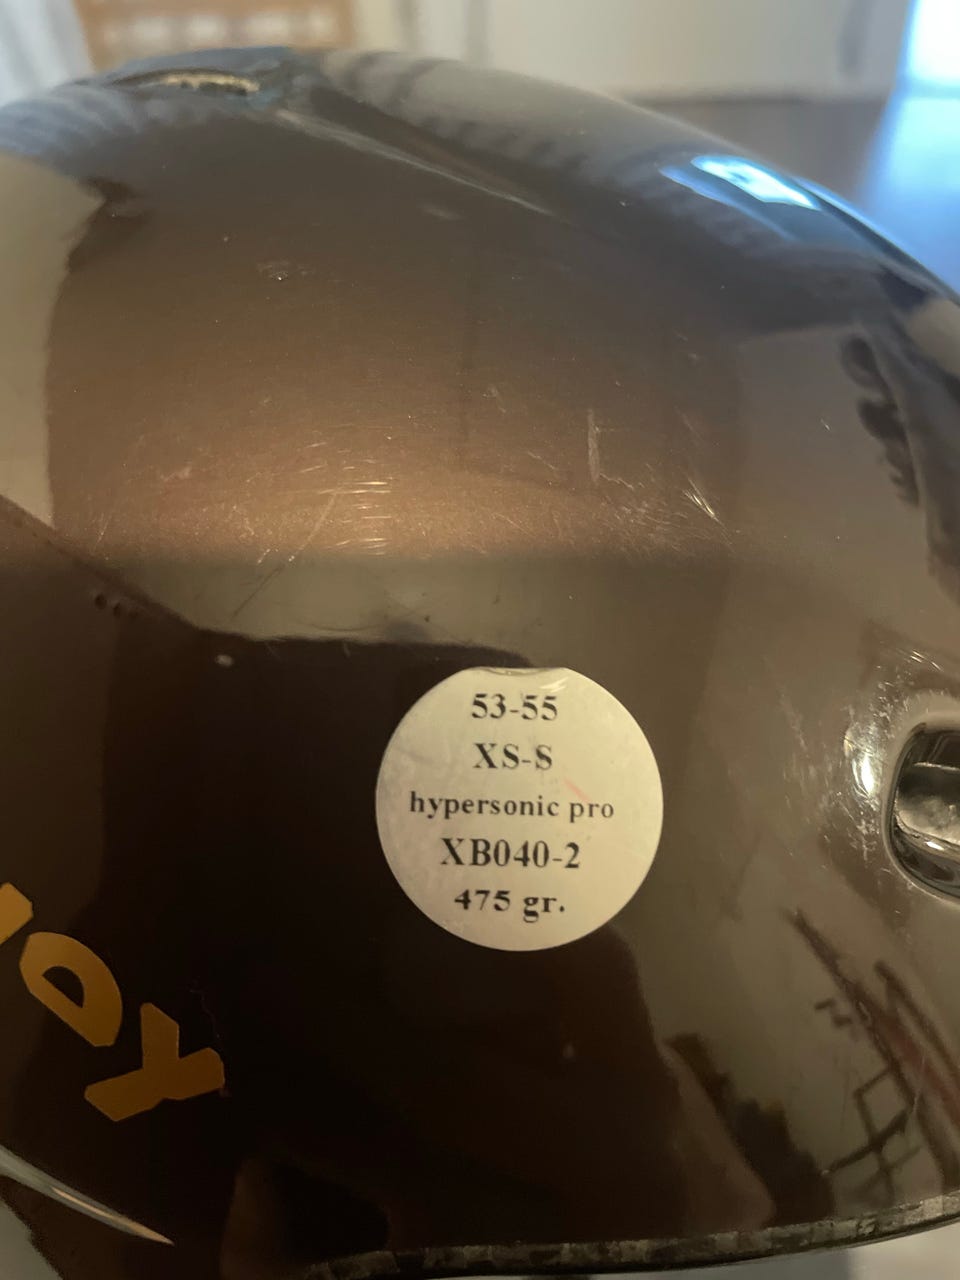 53-55
XS-S
hypersonic pro
XB040-2
475 gr.